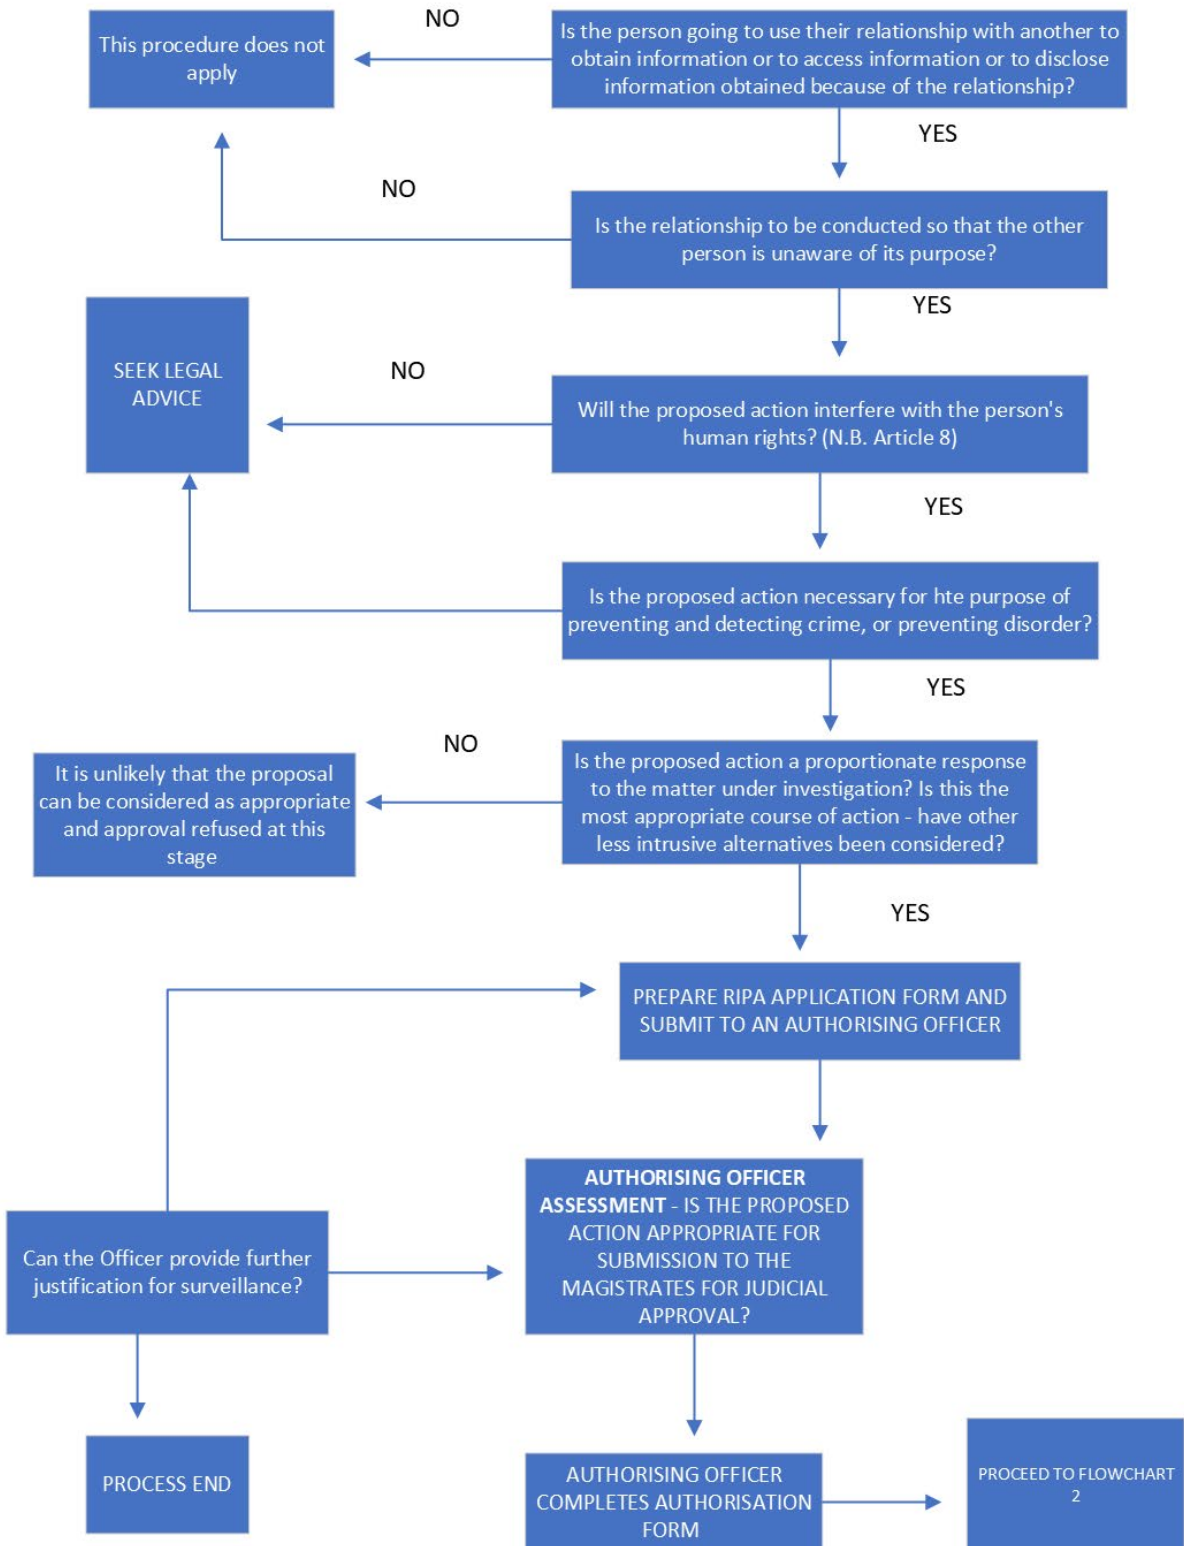 NO
This procedure does not
apply
Is the person going to use their relationship with another to
obtain information or to access information or to disclose
information obtained because of the relationship?
YES
NO
Is the relationship to be conducted so that the other
person is unaware of its purpose?
YES
SEEK LEGAL
ADVICE
NO
Will the proposed action interfere with the person's
human rights? (N.B. Article 8)
YES
Is the proposed action necessary for hte purpose of
preventing and detecting crime, or preventing disorder?
YES
NO
It is unlikely that the proposal
can be considered as appropriate
and approval refused at this
stage
Is the proposed action a proportionate response
to the matter under investigation? Is this the
most appropriate course of action - have other
less intrusive alternatives been considered?
YES
PREPARE RIPA APPLICATION FORM AND
SUBMIT TO AN AUTHORISING OFFICER
AUTHORISING OFFICER
ASSESSMENT - IS THE PROPOSED
ACTION APPROPRIATE FOR
SUBMISSION TO THE
MAGISTRATES FOR JUDICIAL
APPROVAL?
Can the Officer provide further
justification for surveillance?
PROCESS END
AUTHORISING OFFICER
COMPLETES AUTHORISATION
FORM
PROCEED TO FLOWCHART
2